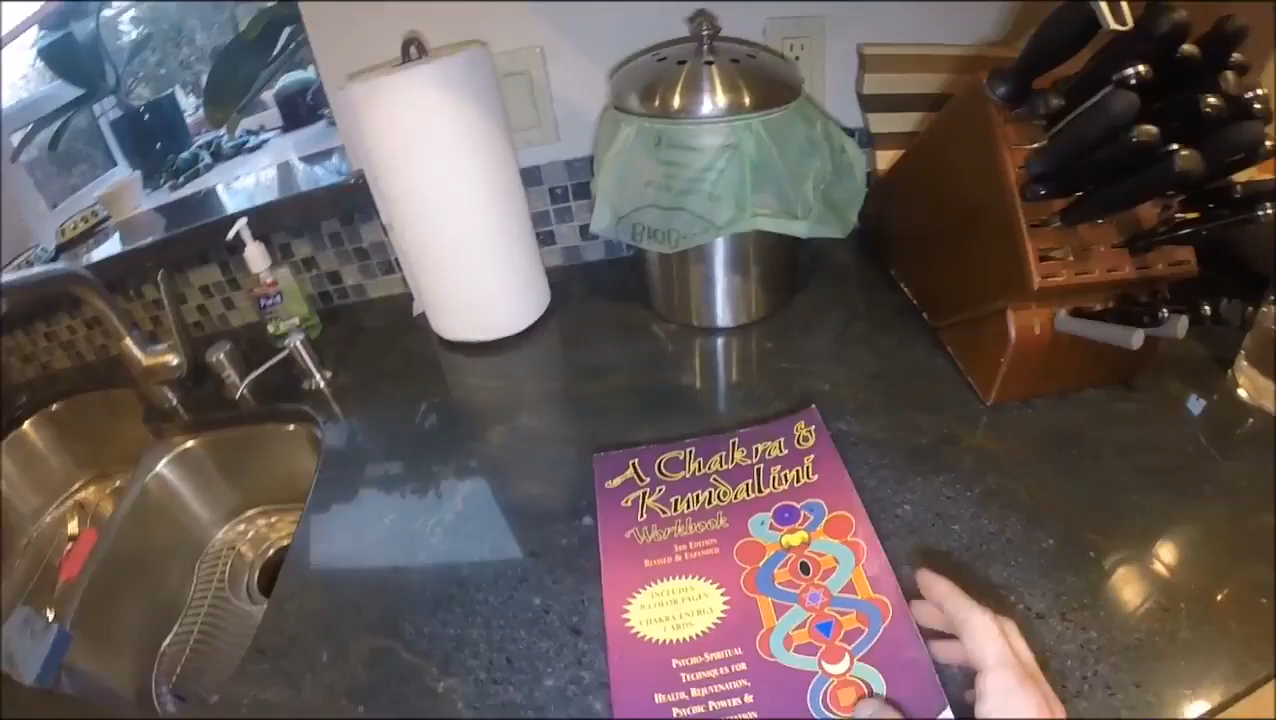 A Chakra &
Kundalini
Workbook
3rd Edition
Revised & Expanded
Includes
Color Pages
Chakra Energy
Cards
Psycho-Spiritual
Techniques for
Health, Rejuvenation,
Psychic Powers &